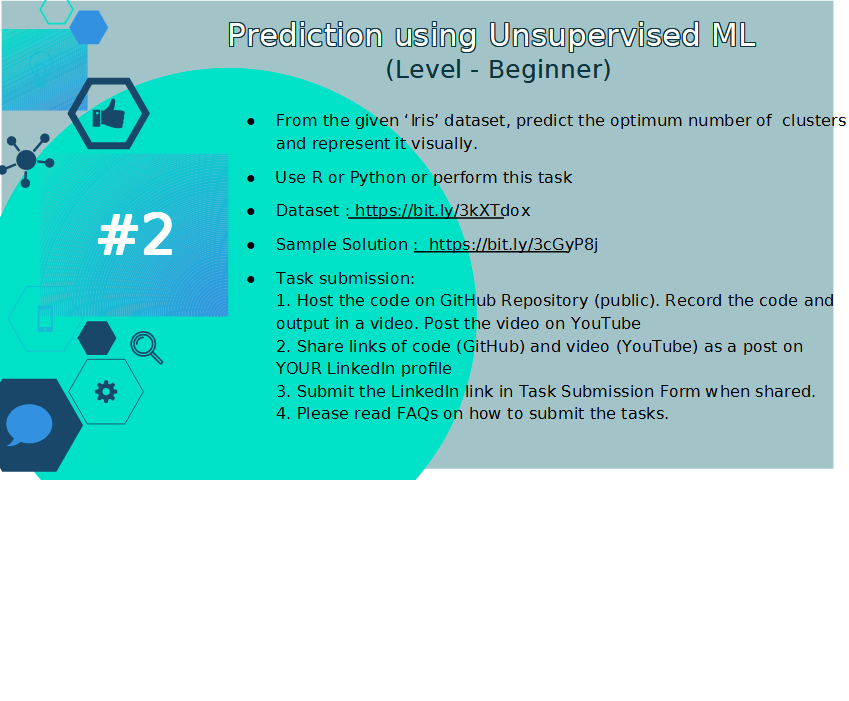 Prediction using Unsupervised ML
(Level - Beginner)
#2
● From the given ‘Iris’ dataset, predict the optimum number of clusters
and represent it visually.
● Use R or Python or perform this task
● Dataset : https://bit.ly/3kXTdox
● Sample Solution : https://bit.ly/3cGyP8j
● Task submission:
1. Host the code on GitHub Repository (public). Record the code and
output in a video. Post the video on YouTube
2. Share links of code (GitHub) and video (YouTube) as a post on
YOUR LinkedIn profile
3. Submit the LinkedIn link in Task Submission Form when shared.
4. Please read FAQs on how to submit the tasks.